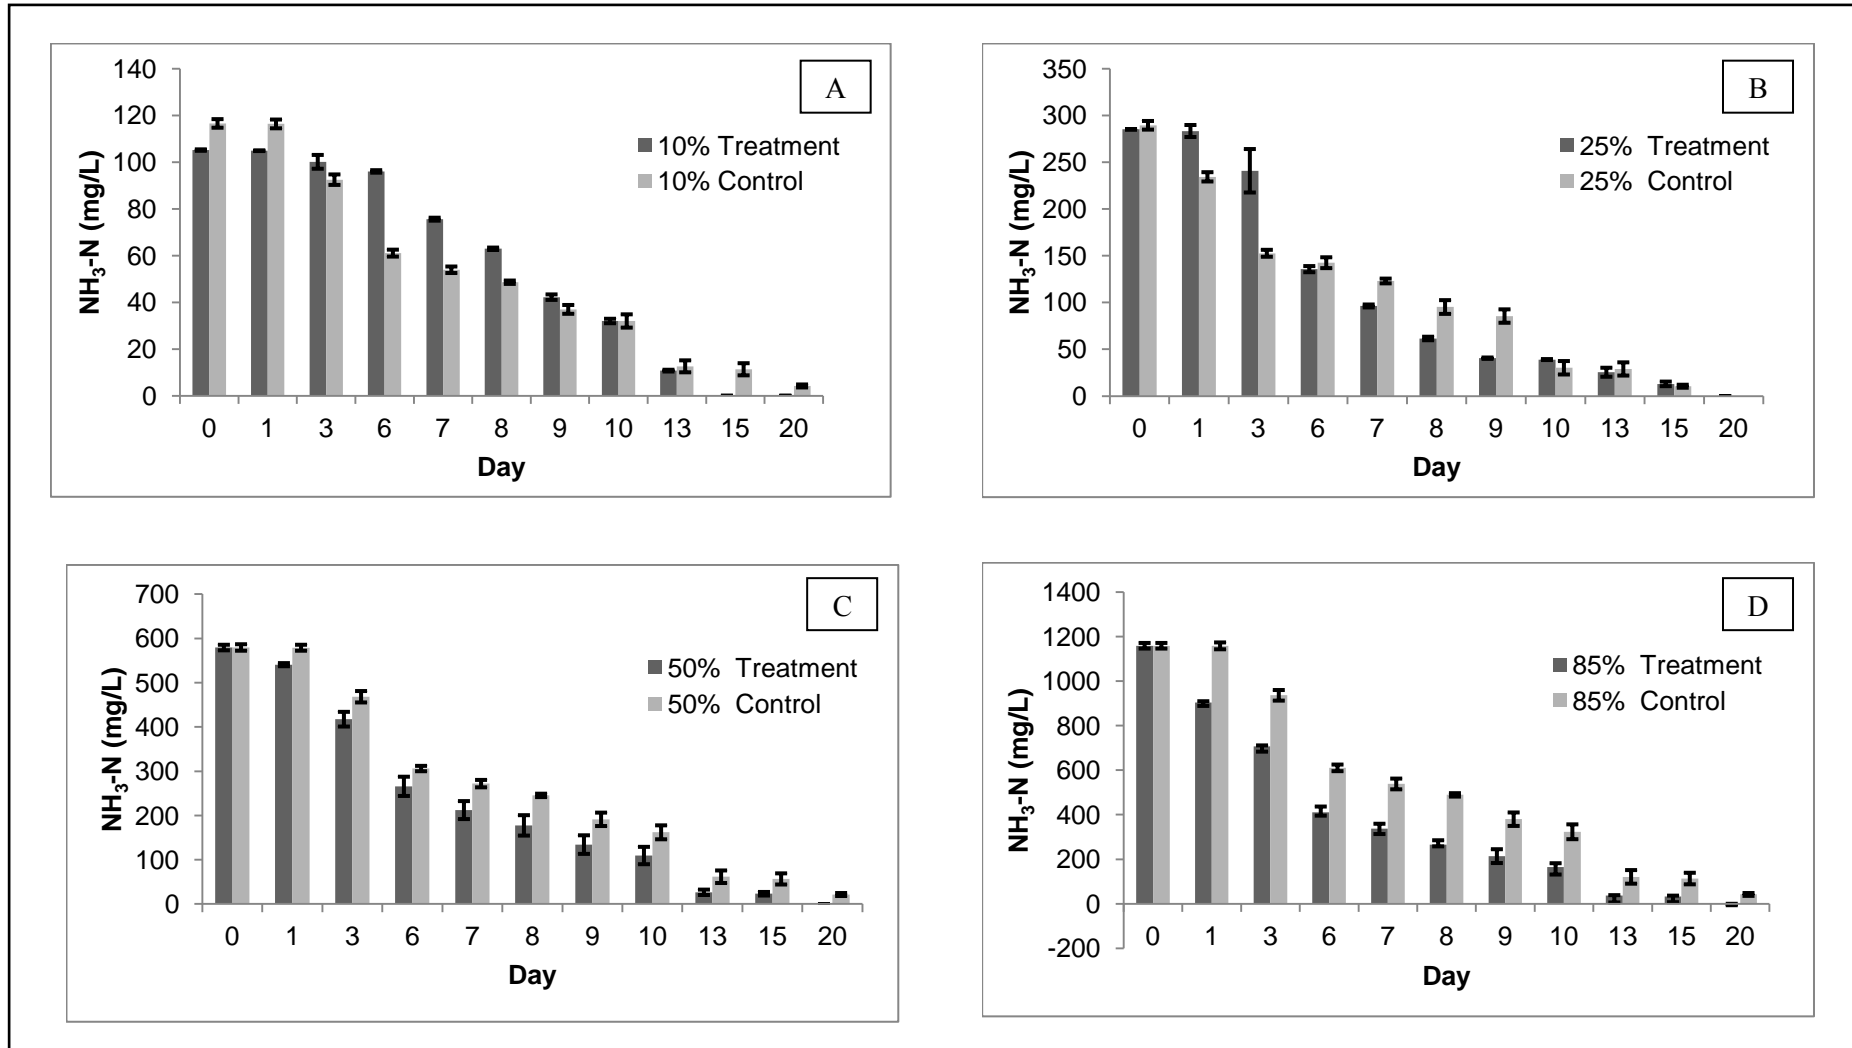 A
140
120
100
80
60
40
20
0
NH3-N (mg/L)
10% Treatment
10% Control
0 1 3 6 7 8 9 10 13 15 20
Day
B
350
300
250
200
150
100
50
0
NH3-N (mg/L)
25% Treatment
25% Control
0 1 3 6 7 8 9 10 13 15 20
Day
C
700
600
500
400
300
200
100
0
NH3-N (mg/L)
50% Treatment
50% Control
0 1 3 6 7 8 9 10 13 15 20
Day
D
1400
1200
1000
800
600
400
200
0
-200
NH3-N (mg/L)
85% Treatment
85% Control
0 1 3 6 7 8 9 10 13 15 20
Day